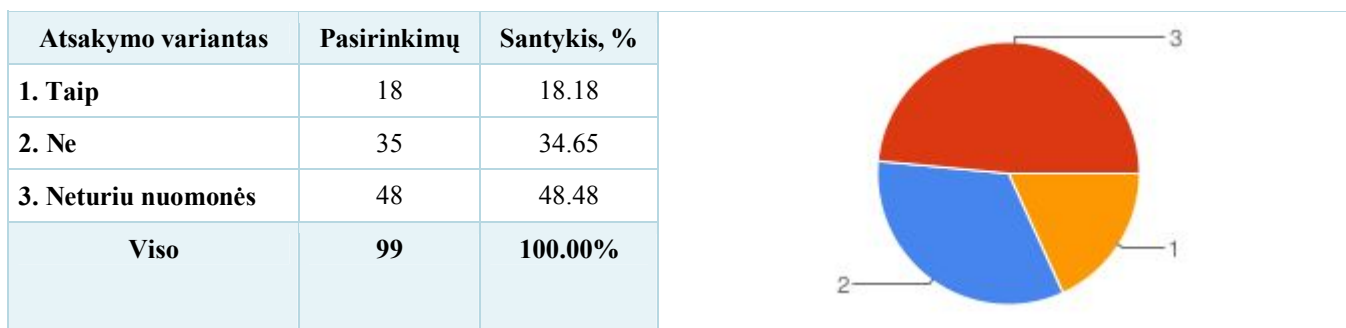 Atsakymo variantas Pasirinkimų Santykis, %
1. Taip 18 18.18
2. Ne 35 34.65
3. Neturiu nuomonės 48 48.48
Viso 99 100.00%
3
1
2